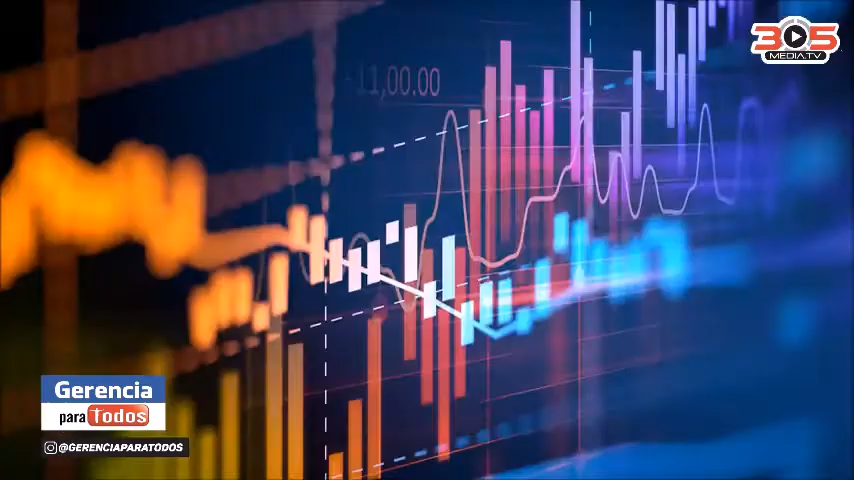 305
MEDIA.TV
11,00.00
Gerencia
para Todos
@GERENCIAPARATODOS